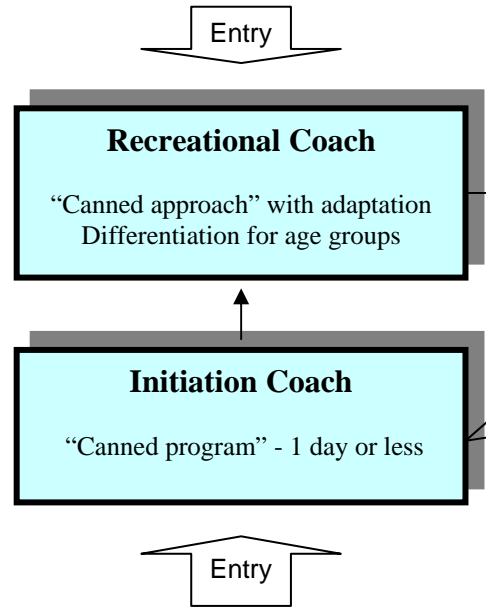 Entry
Recreational Coach
“Canned approach” with adaptation
Differentiation for age groups
Initiation Coach
“Canned program” - 1 day or less
Entry